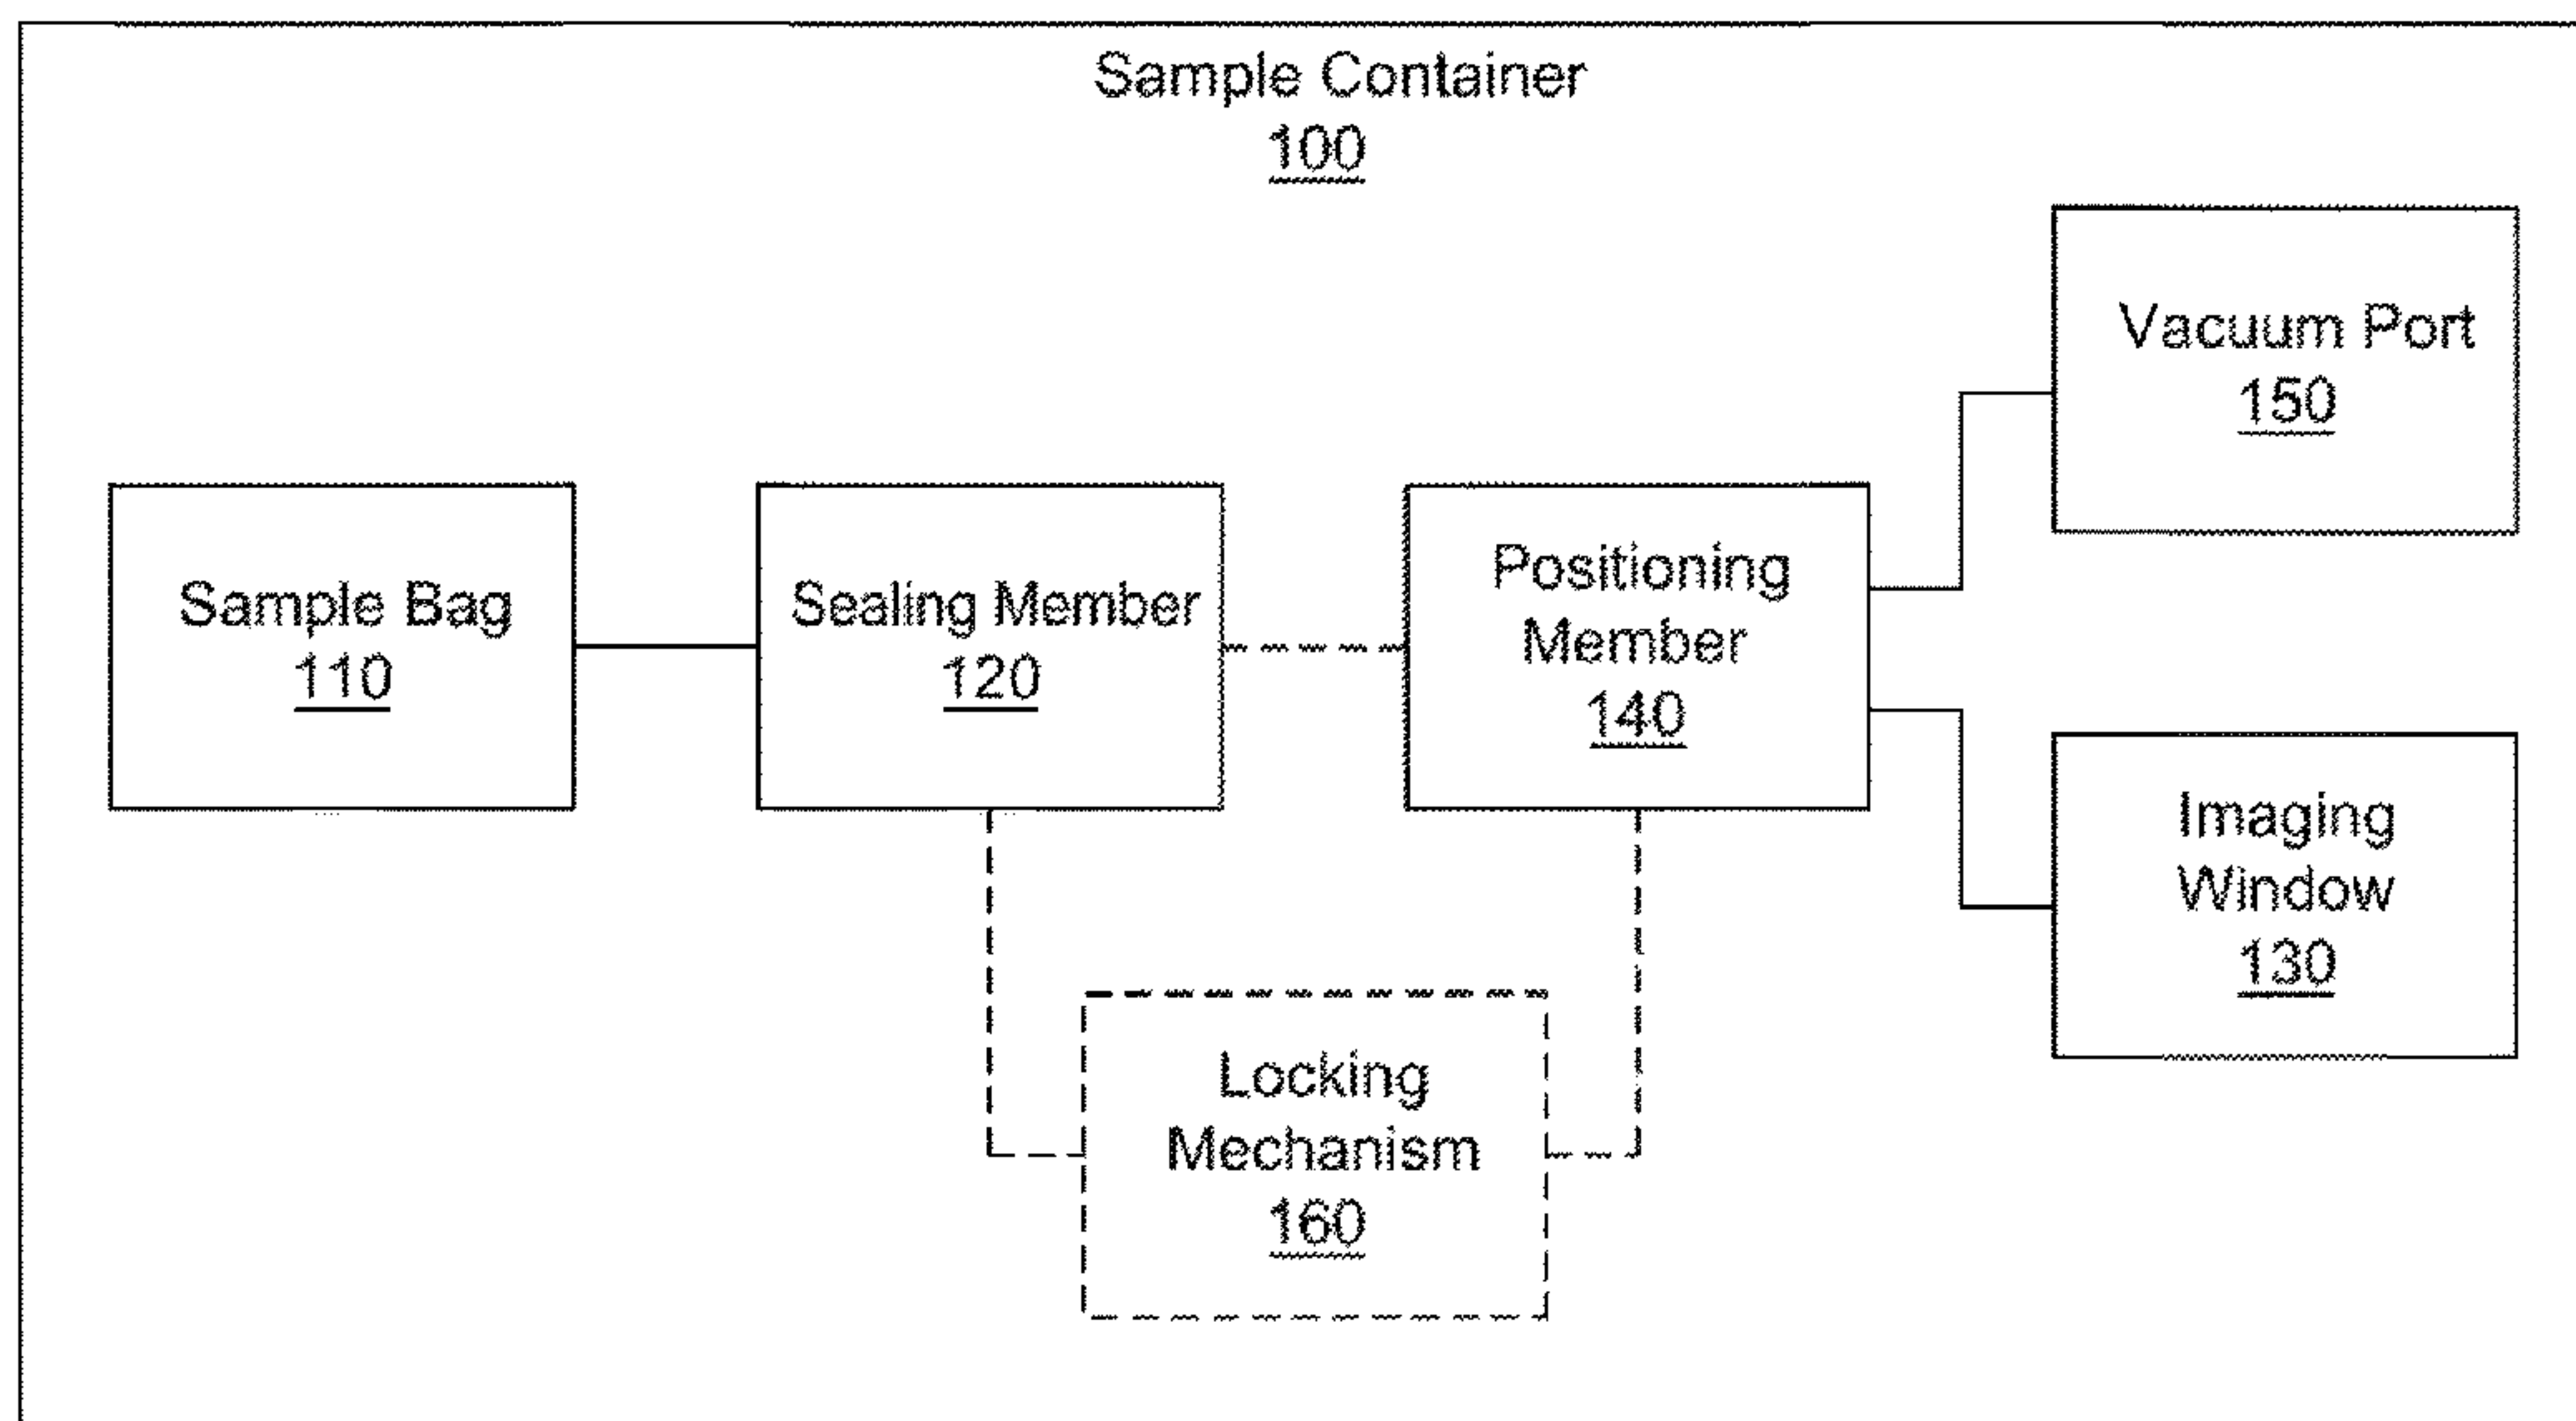 Sample Container
100
Vacuum Port
150
Sample Bag
110
Sealing Member
120
Positioning
Member
140
Imaging
Window
130
Locking
Mechanism
160